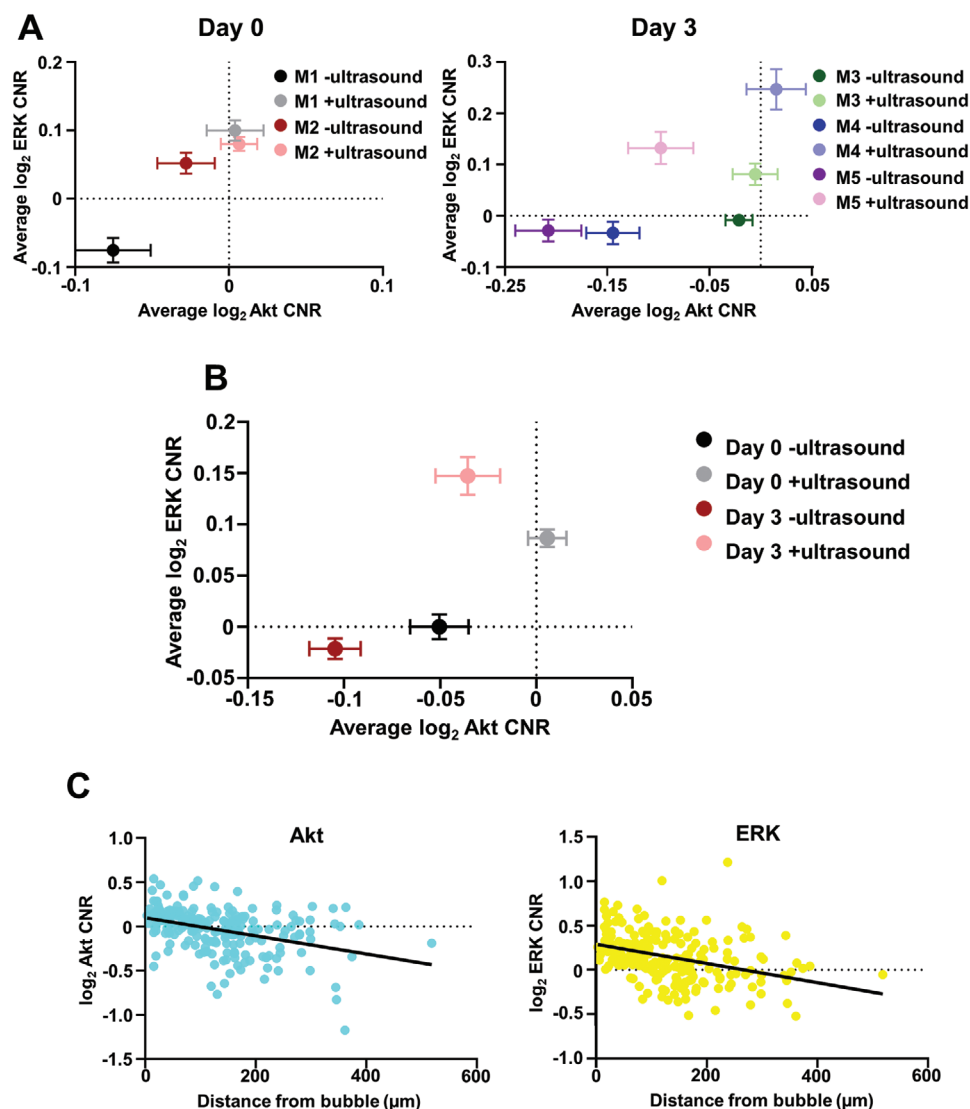 A
Day 0
Average log₂ ERK CNR
0.2
0.1
0
-0.1
-0.1
0
0.1
Average log₂ Akt CNR
M1 -ultrasound
M1 +ultrasound
M2 -ultrasound
M2 +ultrasound
Day 3
Average log₂ ERK CNR
0.3
0.2
0.1
0
-0.1
-0.25
-0.15
-0.05
0.05
Average log₂ Akt CNR
M3 -ultrasound
M3 +ultrasound
M4 -ultrasound
M4 +ultrasound
M5 -ultrasound
M5 +ultrasound
B
Average log₂ ERK CNR
0.2
0.15
0.1
0.05
0
-0.05
-0.15
-0.1
-0.05
0
0.05
Average log₂ Akt CNR
Day 0 -ultrasound
Day 0 +ultrasound
Day 3 -ultrasound
Day 3 +ultrasound
C
Akt
log₂ Akt CNR
1.0
0.5
0
-0.5
-1.0
-1.5
0
200
400
600
Distance from bubble (µm)
ERK
log₂ ERK CNR
1.5
1.0
0.5
0
-0.5
-1.0
0
200
400
600
Distance from bubble (µm)